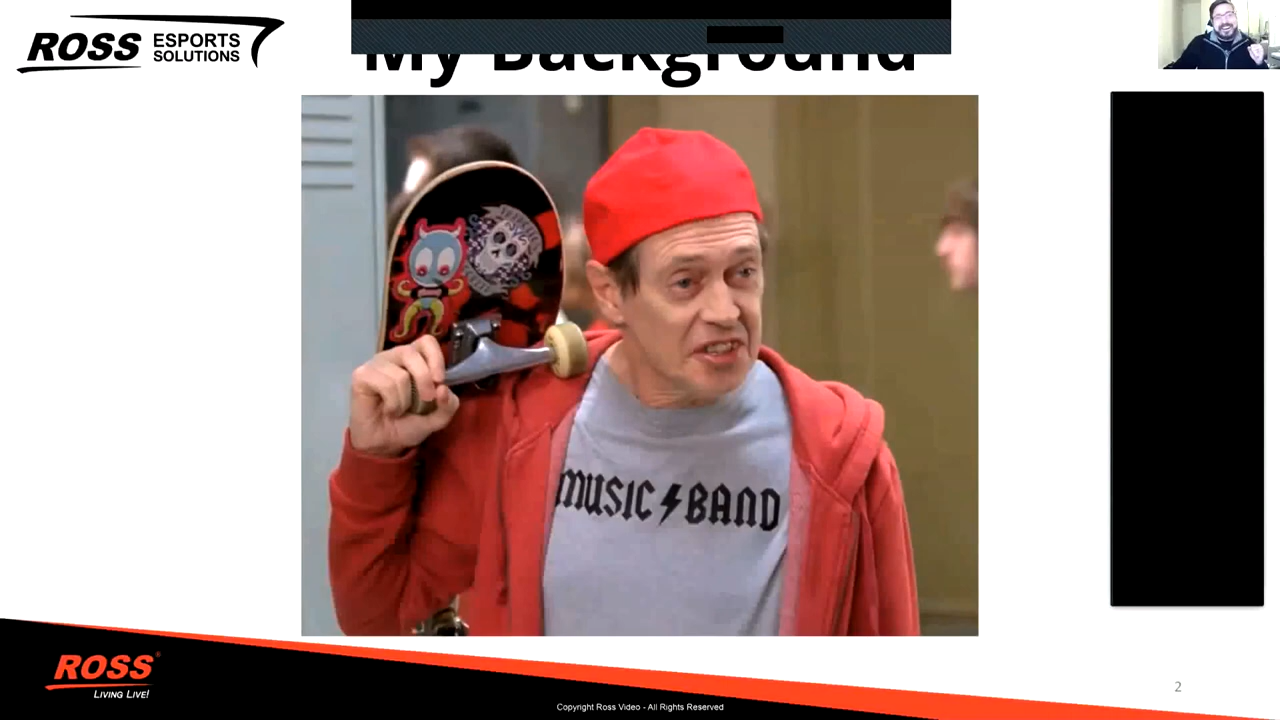 ROSS ESPORTS
SOLUTIONS
My Background
MUSIC BAND
ROSS
LIVING LIVE!
2
Copyright Ross Video - All Rights Reserved